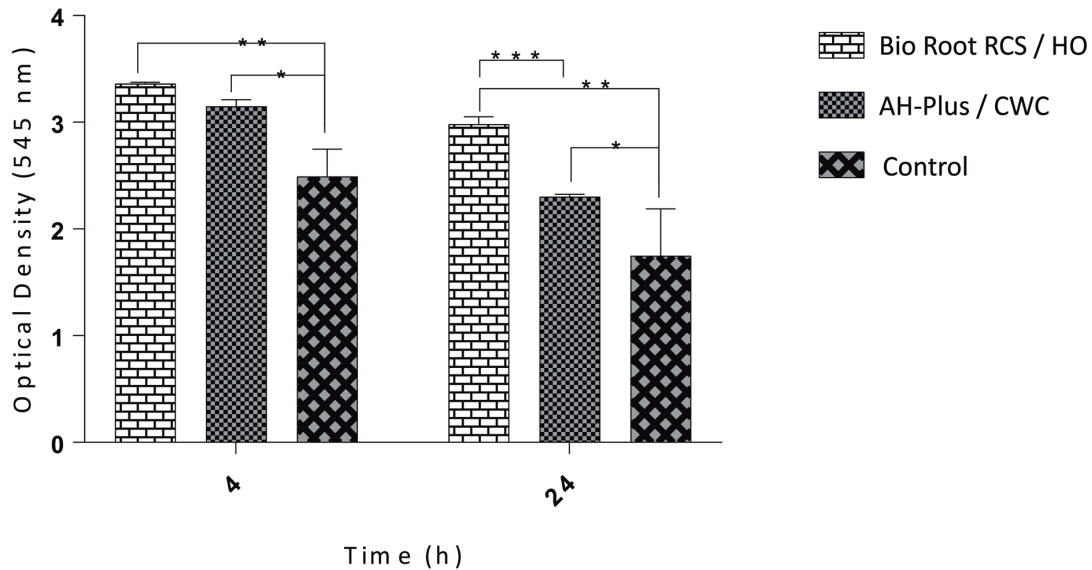 Optical Density (545 nm)
4
3
2
1
0
* *
*
* * *
* *
*
4
24
Time (h)
Bio Root RCS / HO
AH-Plus / CWC
Control